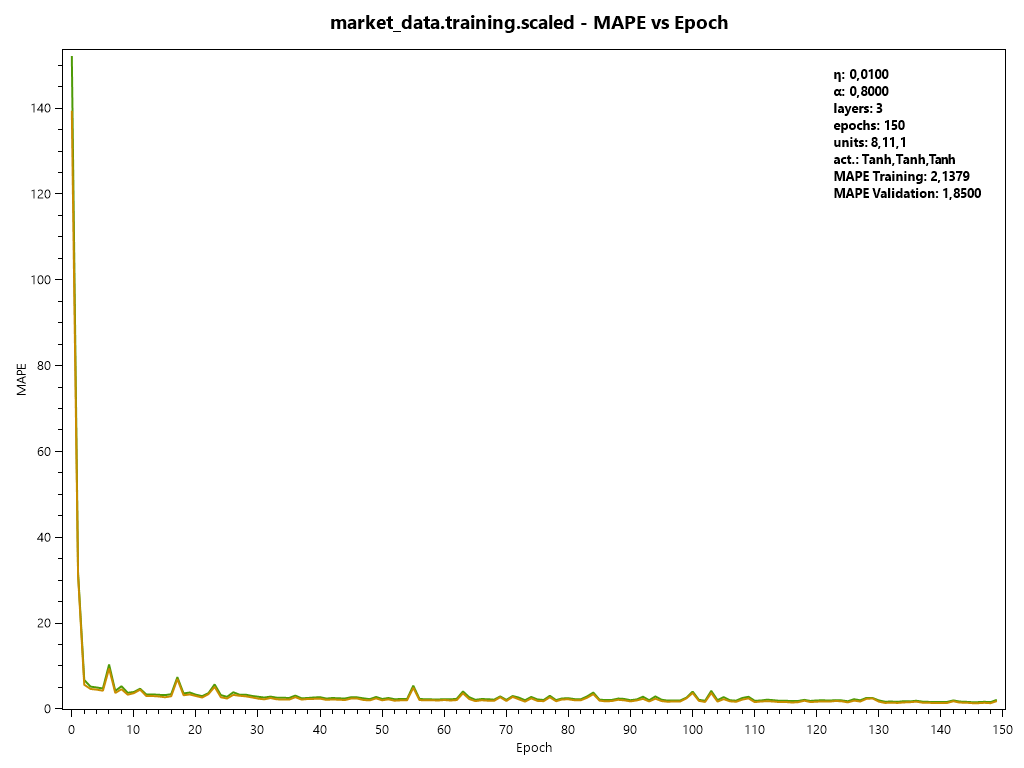 market_data.training.scaled - MAPE vs Epoch
η: 0,0100
α: 0,8000
layers: 3
epochs: 150
units: 8,11,1
act.: Tanh,Tanh,Tanh
MAPE Training: 2,1379
MAPE Validation: 1,8500
140
120
100
80
60
40
20
0
MAPE
0 10 20 30 40 50 60 70 80 90 100 110 120 130 140 150
Epoch